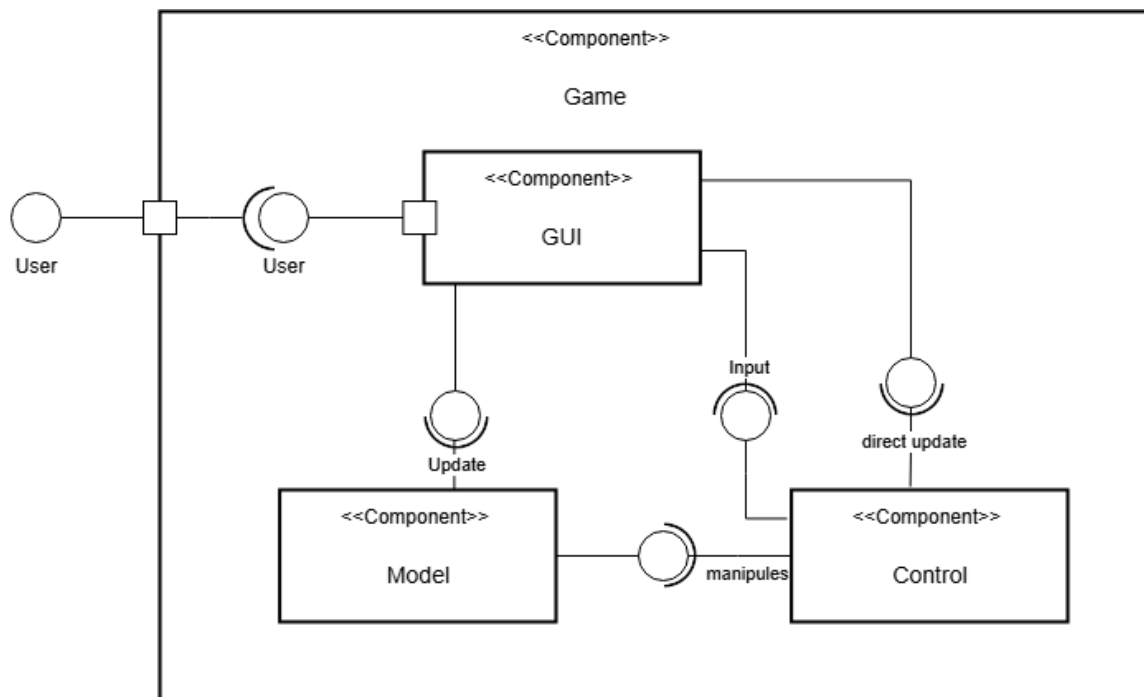 <<Component>>
Game
<<Component>>
GUI
User
User
Input
direct update
Update
<<Component>>
Model
manipules
<<Component>>
Control